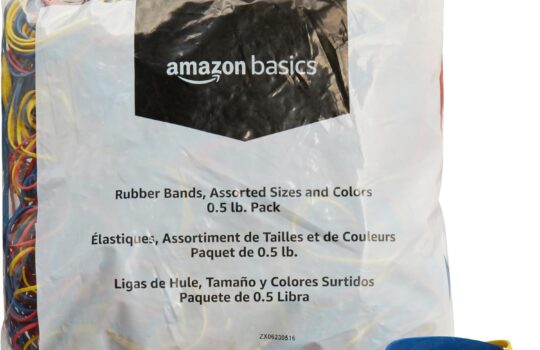 amazon basics
Rubber Bands, Assorted Sizes and Colors
0.5 lb. Pack
Élastiques, Assortiment de Tailles et de Couleurs
Paquet de 0.5 lb.
Ligas de Hule, Tamaño y Colores Surtidos
Paquete de 0.5 Libra
ZX06230516